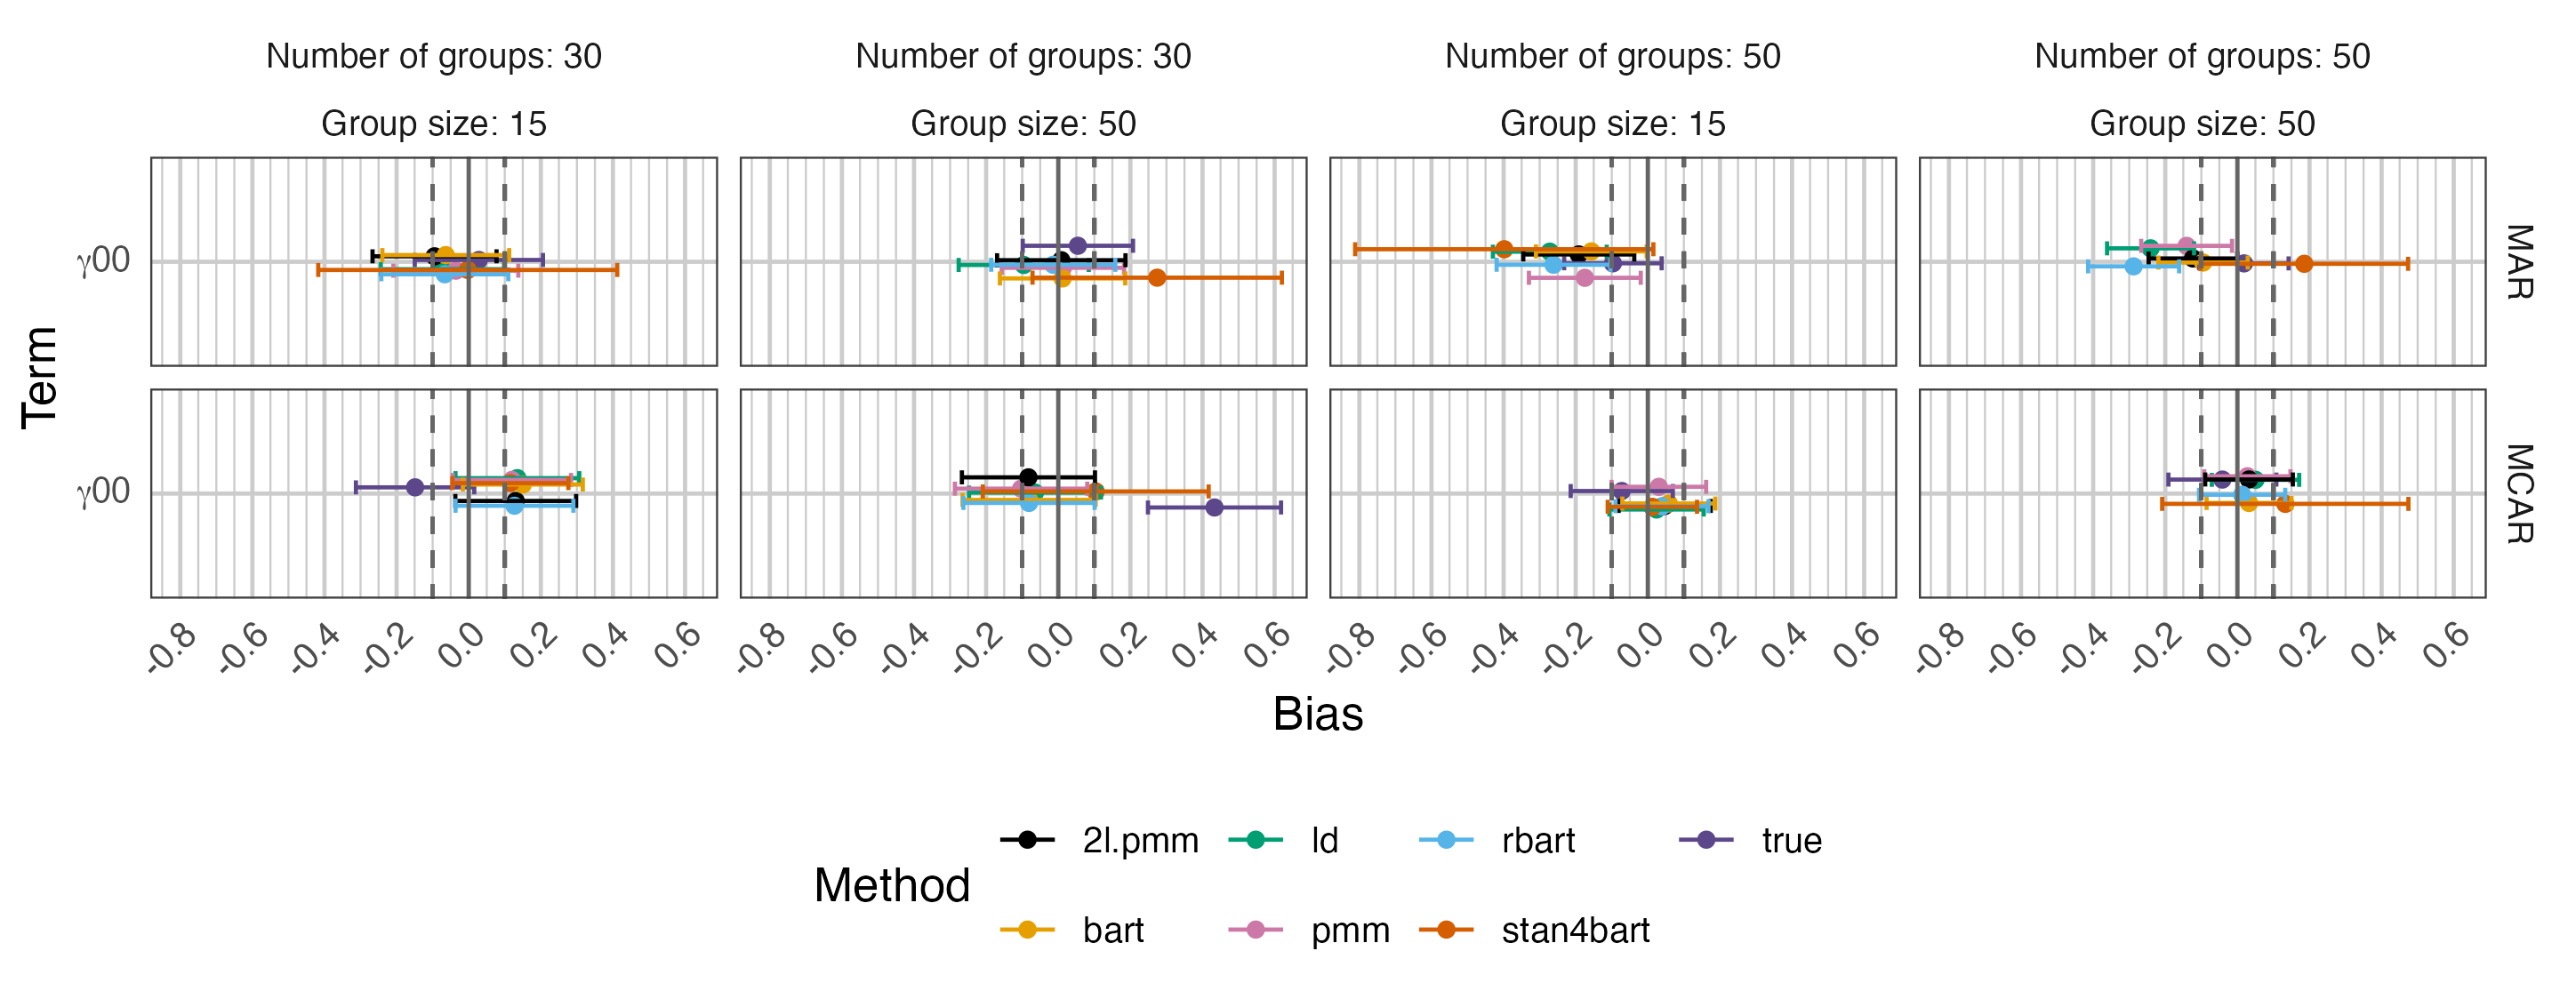 Number of groups: 30 Number of groups: 30 Number of groups: 50 Number of groups: 50
Group size: 15 Group size: 50 Group size: 15 Group size: 50
γ00 MAR
Term
γ00 MCAR
-0.8 -0.6 -0.4 -0.2 0.0 0.2 0.4 0.6 -0.8 -0.6 -0.4 -0.2 0.0 0.2 0.4 0.6 -0.8 -0.6 -0.4 -0.2 0.0 0.2 0.4 0.6 -0.8 -0.6 -0.4 -0.2 0.0 0.2 0.4 0.6
Bias
Method
2l.pmm ld rbart true
bart pmm stan4bart